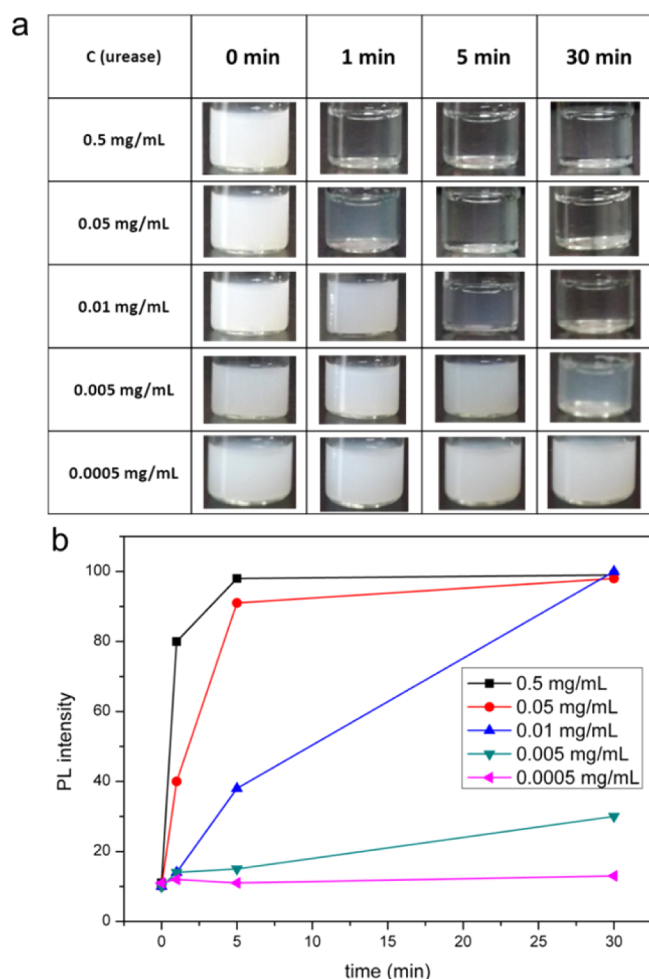 a
C (urease) 0 min 1 min 5 min 30 min
0.5 mg/mL
0.05 mg/mL
0.01 mg/mL
0.005 mg/mL
0.0005 mg/mL
b
100
80
60
40
20
0
PL intensity
0.5 mg/mL
0.05 mg/mL
0.01 mg/mL
0.005 mg/mL
0.0005 mg/mL
0 5 10 15 20 25 30
time (min)